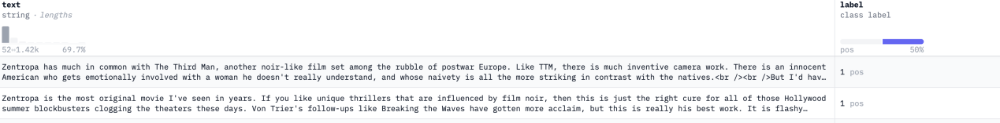 text
label
string · lengths
class label
52↔1.42k 69.7%
pos 50%
Zentropa has much in common with The Third Man, another noir-like film set among the rubble of postwar Europe. Like TTM, there is much inventive camera work. There is an innocent
American who gets emotionally involved with a woman he doesn't really understand, and whose naivety is all the more striking in contrast with the natives.<br /><br />But I'd hav…
1 pos
Zentropa is the most original movie I've seen in years. If you like unique thrillers that are influenced by film noir, then this is just the right cure for all of those Hollywood
summer blockbusters clogging the theaters these days. Von Trier's follow-ups like Breaking the Waves have gotten more acclaim, but this is really his best work. It is flashy…
1 pos